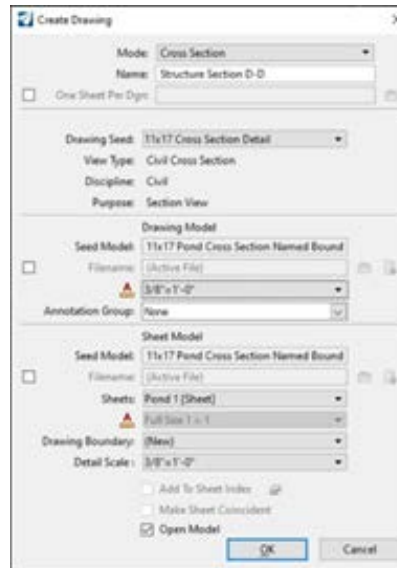 Create Drawing
Mode: Cross Section
Name: Structure Section D-D
One Sheet Per Dgn:
Drawing Seed: 11x17 Cross Section Detail
View Type: Civil Cross Section
Discipline: Civil
Purpose: Section View
Drawing Model
Seed Model: 11x17 Pond Cross Section Named Bound
Filename: (Active File)
3/8"=1'-0"
Annotation Group: None
Sheet Model
Seed Model: 11x17 Pond Cross Section Named Bound
Filename: (Active File)
Sheets: Pond 1 (Sheet)
Full Size 1 = 1
Drawing Boundary: (New)
Detail Scale : 3/8"=1'-0"
Add To Sheet Index
Make Sheet Coincident
Open Model
OK Cancel